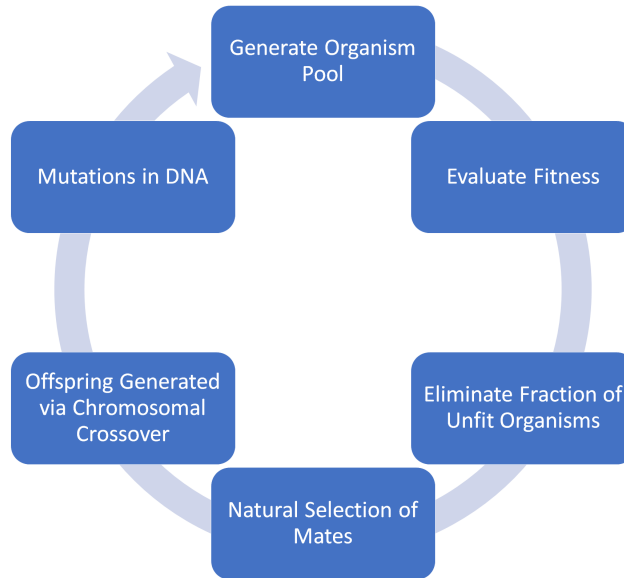 Generate Organism
Pool
Evaluate Fitness
Eliminate Fraction of
Unfit Organisms
Natural Selection of
Mates
Offspring Generated
via Chromosomal
Crossover
Mutations in DNA